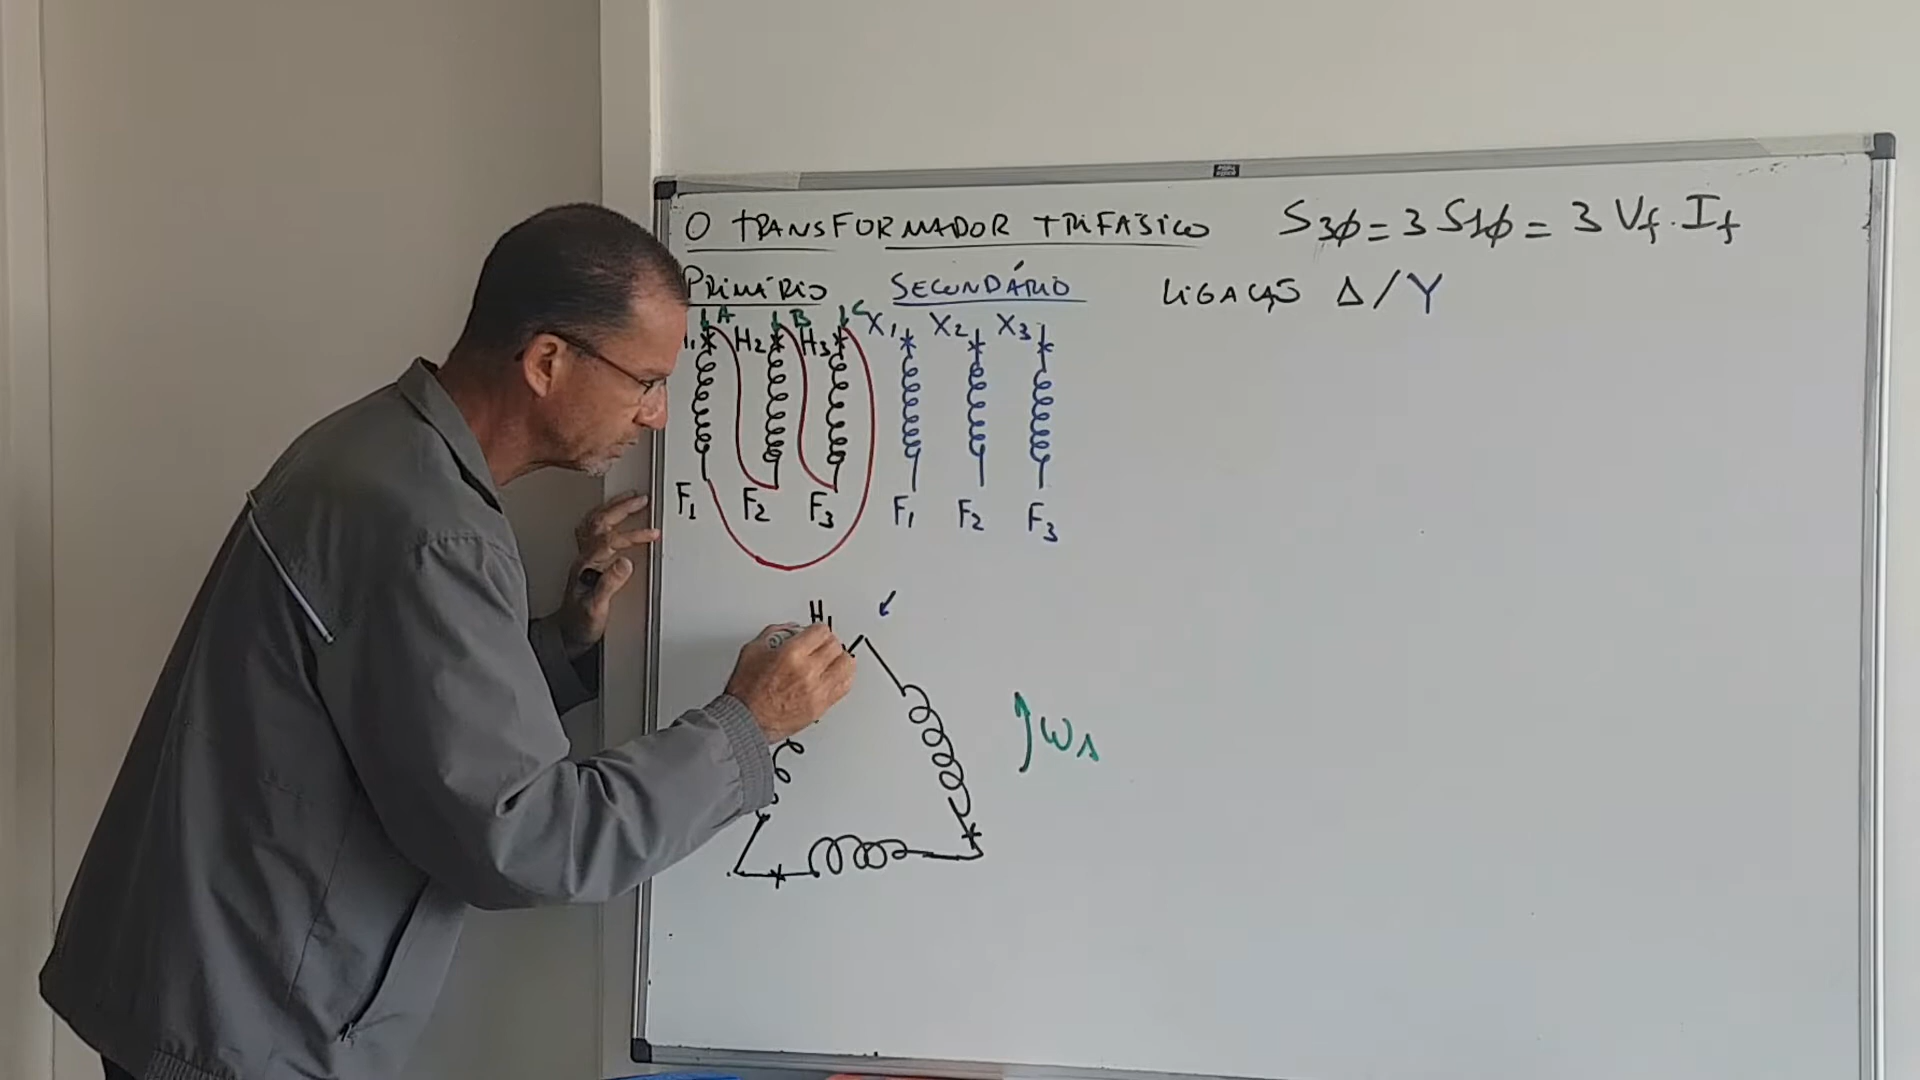 O TRANSFORMADOR TRIFÁSICO S3φ = 3 S1φ = 3 Vf . If
PRIMÁRIO SECUNDÁRIO LIGAÇÃO Δ/Y
A B C
H2 H3 X1 X2 X3
F1 F2 F3 F1 F2 F3
H1
ωs